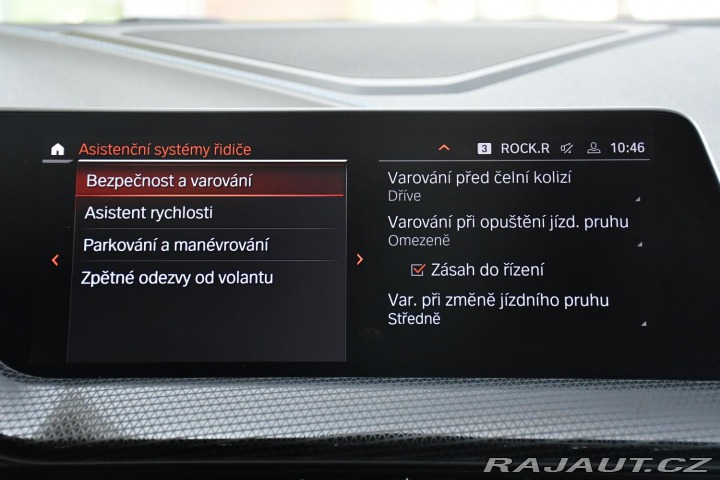 Asistenční systémy řidiče
3 ROCK.R 10:46
Bezpečnost a varování
Asistent rychlosti
Parkování a manévrování
Zpětné odezvy od volantu
Varování před čelní kolizí
Dříve
Varování při opuštění jízd. pruhu
Omezeně
Zásah do řízení
Var. při změně jízdního pruhu
Středně
RAJAUT.CZ